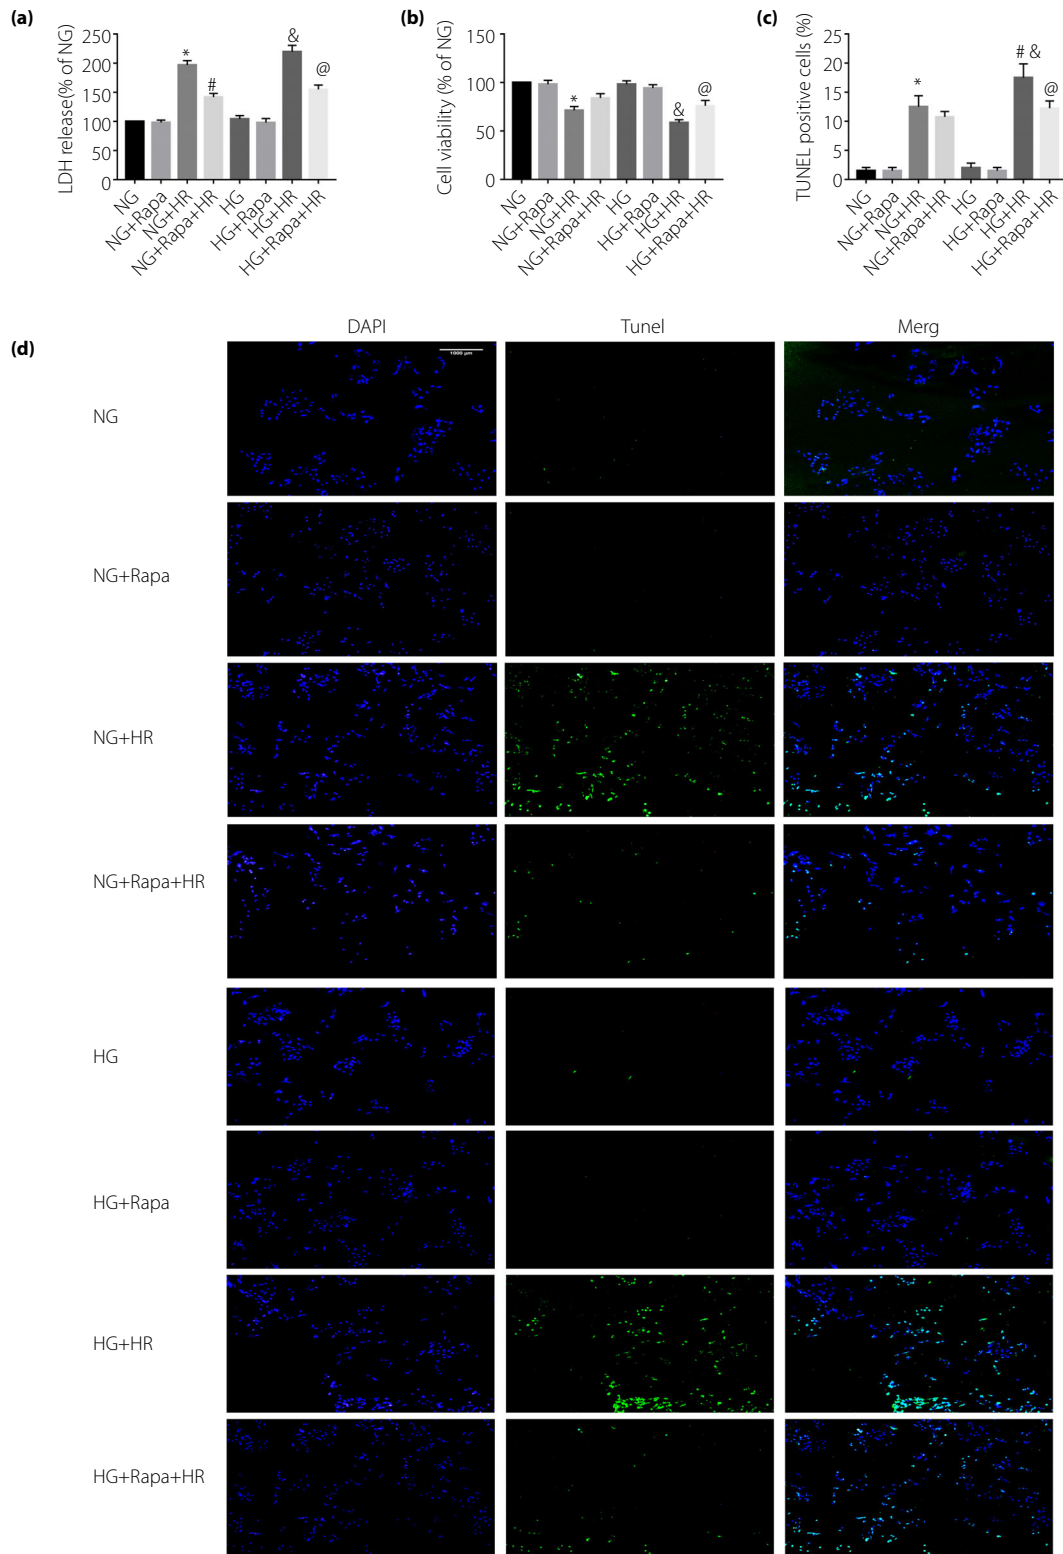 (a)
LDH release(% of NG)
250
200
150
100
50
0
*
#
&
@
NG
NG+Rapa
NG+HR
NG+Rapa+HR
HG
HG+Rapa
HG+HR
HG+Rapa+HR
(b)
Cell viability (% of NG)
150
100
50
0
*
&
@
NG
NG+Rapa
NG+HR
NG+Rapa+HR
HG
HG+Rapa
HG+HR
HG+Rapa+HR
(c)
TUNEL positive cells (%)
25
20
15
10
5
0
*
# &
@
NG
NG+Rapa
NG+HR
NG+Rapa+HR
HG
HG+Rapa
HG+HR
HG+Rapa+HR
(d)
DAPI
Tunel
Merg
1000 μm
NG
NG+Rapa
NG+HR
NG+Rapa+HR
HG
HG+Rapa
HG+HR
HG+Rapa+HR